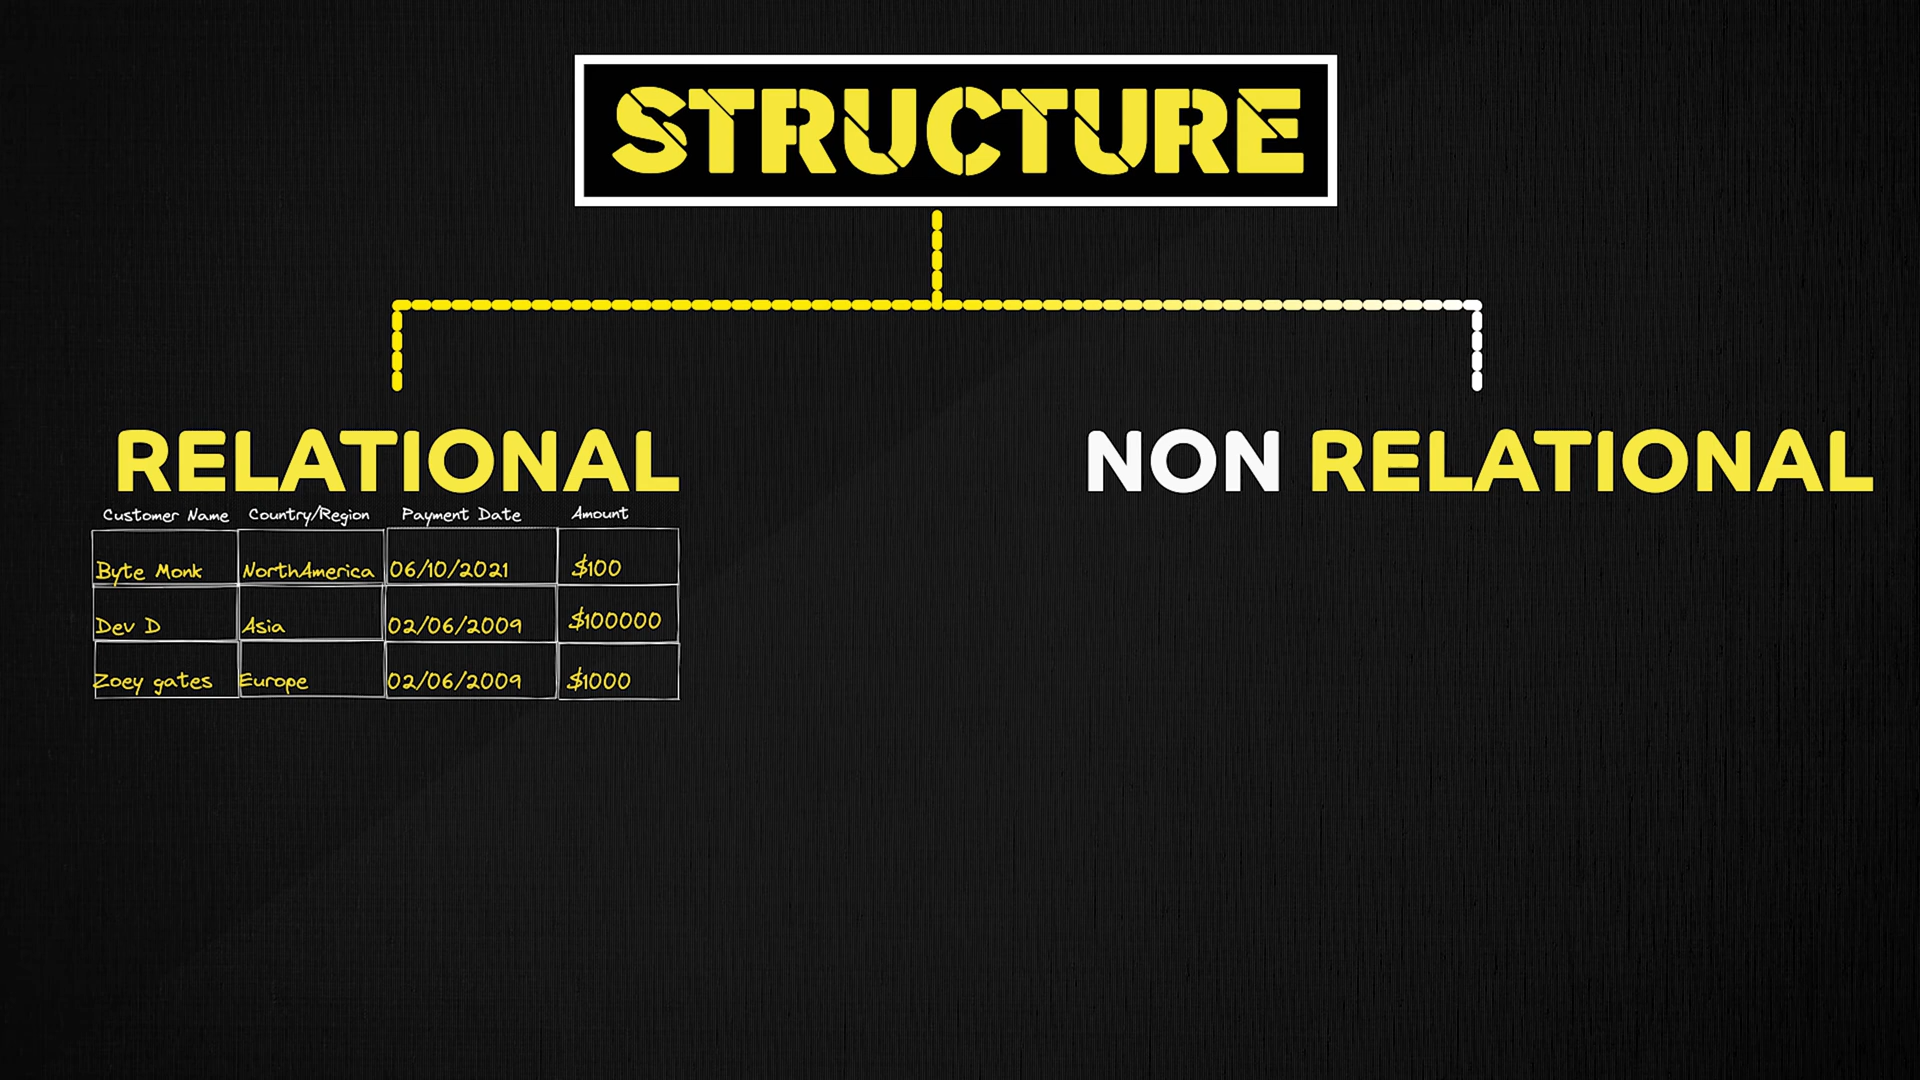 STRUCTURE
RELATIONAL
NON RELATIONAL
Customer Name Country/Region Payment Date Amount
Byte Monk NorthAmerica 06/10/2021 $100
Dev D Asia 02/06/2009 $100000
Zoey gates Europe 02/06/2009 $1000